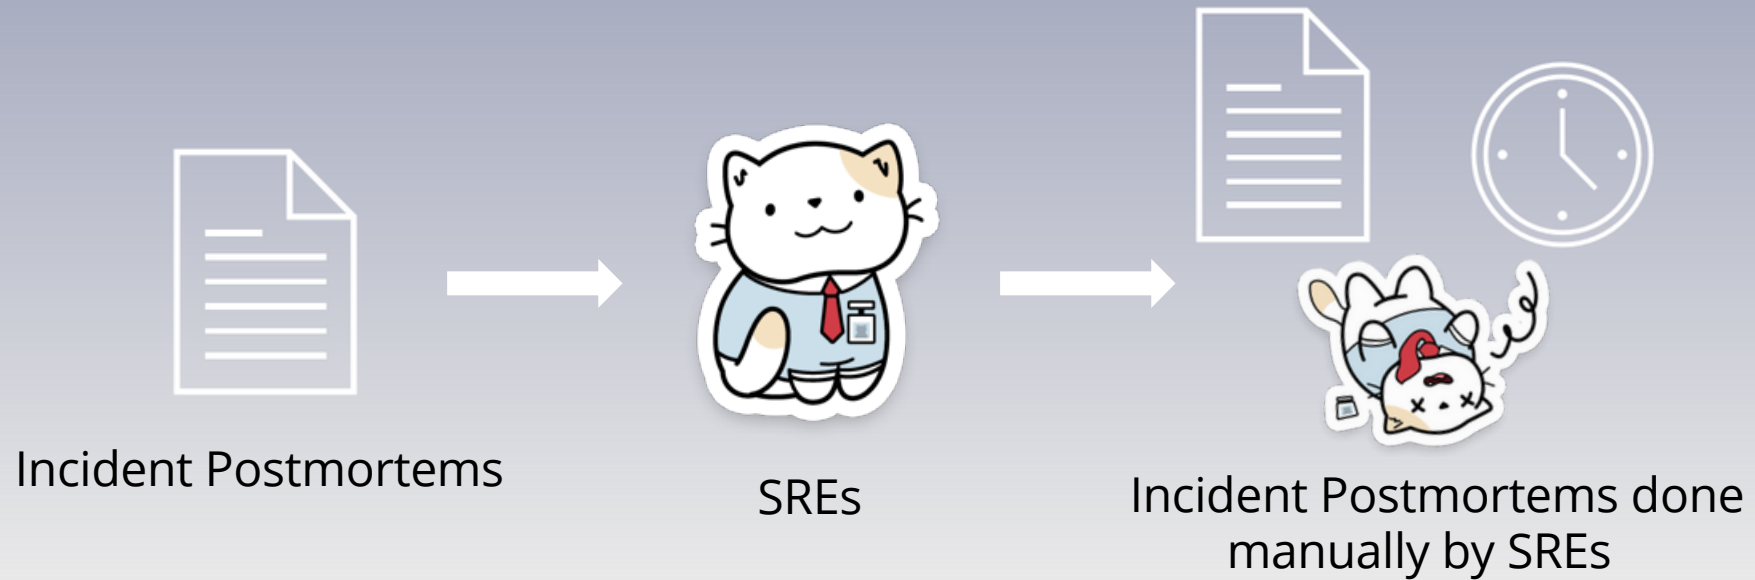 Incident Postmortems
SREs
Incident Postmortems done
manually by SREs